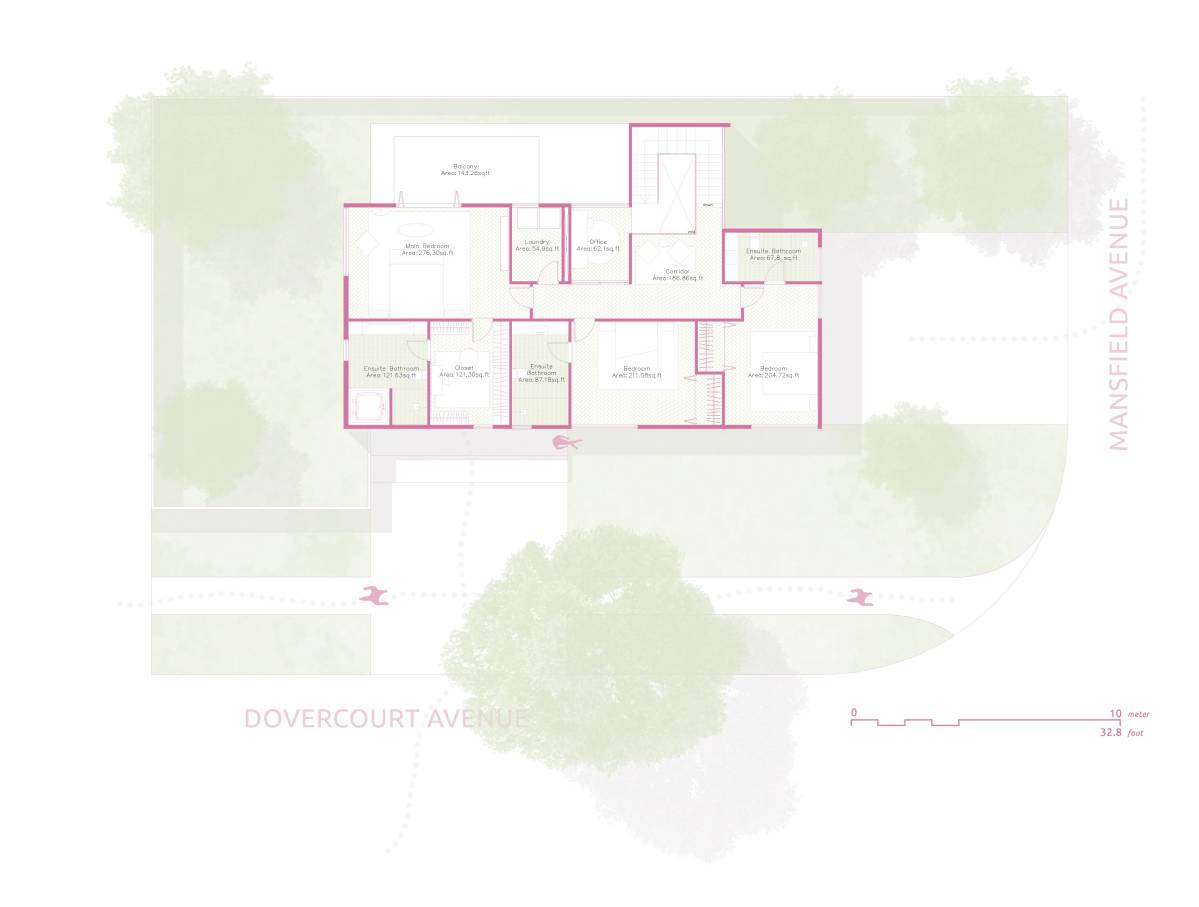 Balcony
Area: 143.26sqft
down
Main Bedroom
Area: 276,30sq.ft
Laundry
Area: 54,9sq.ft
Office
Area: 62.1sq.ft
Corridor
Area: 186.86sq.ft
Ensuite Bathroom
Area: 67,8 sq.ft
Ensuite Bathroom
Area: 121.63sq.ft
Closet
Area: 121,30sq.ft
Ensuite
Bathroom
Area: 87.18sq.ft
Bedroom
Area: 211.08sq.ft
Bedroom
Area: 204.72sq.ft
MANSFIELD AVENUE
DOVERCOURT AVENUE
0 10 meter
32.8 foot